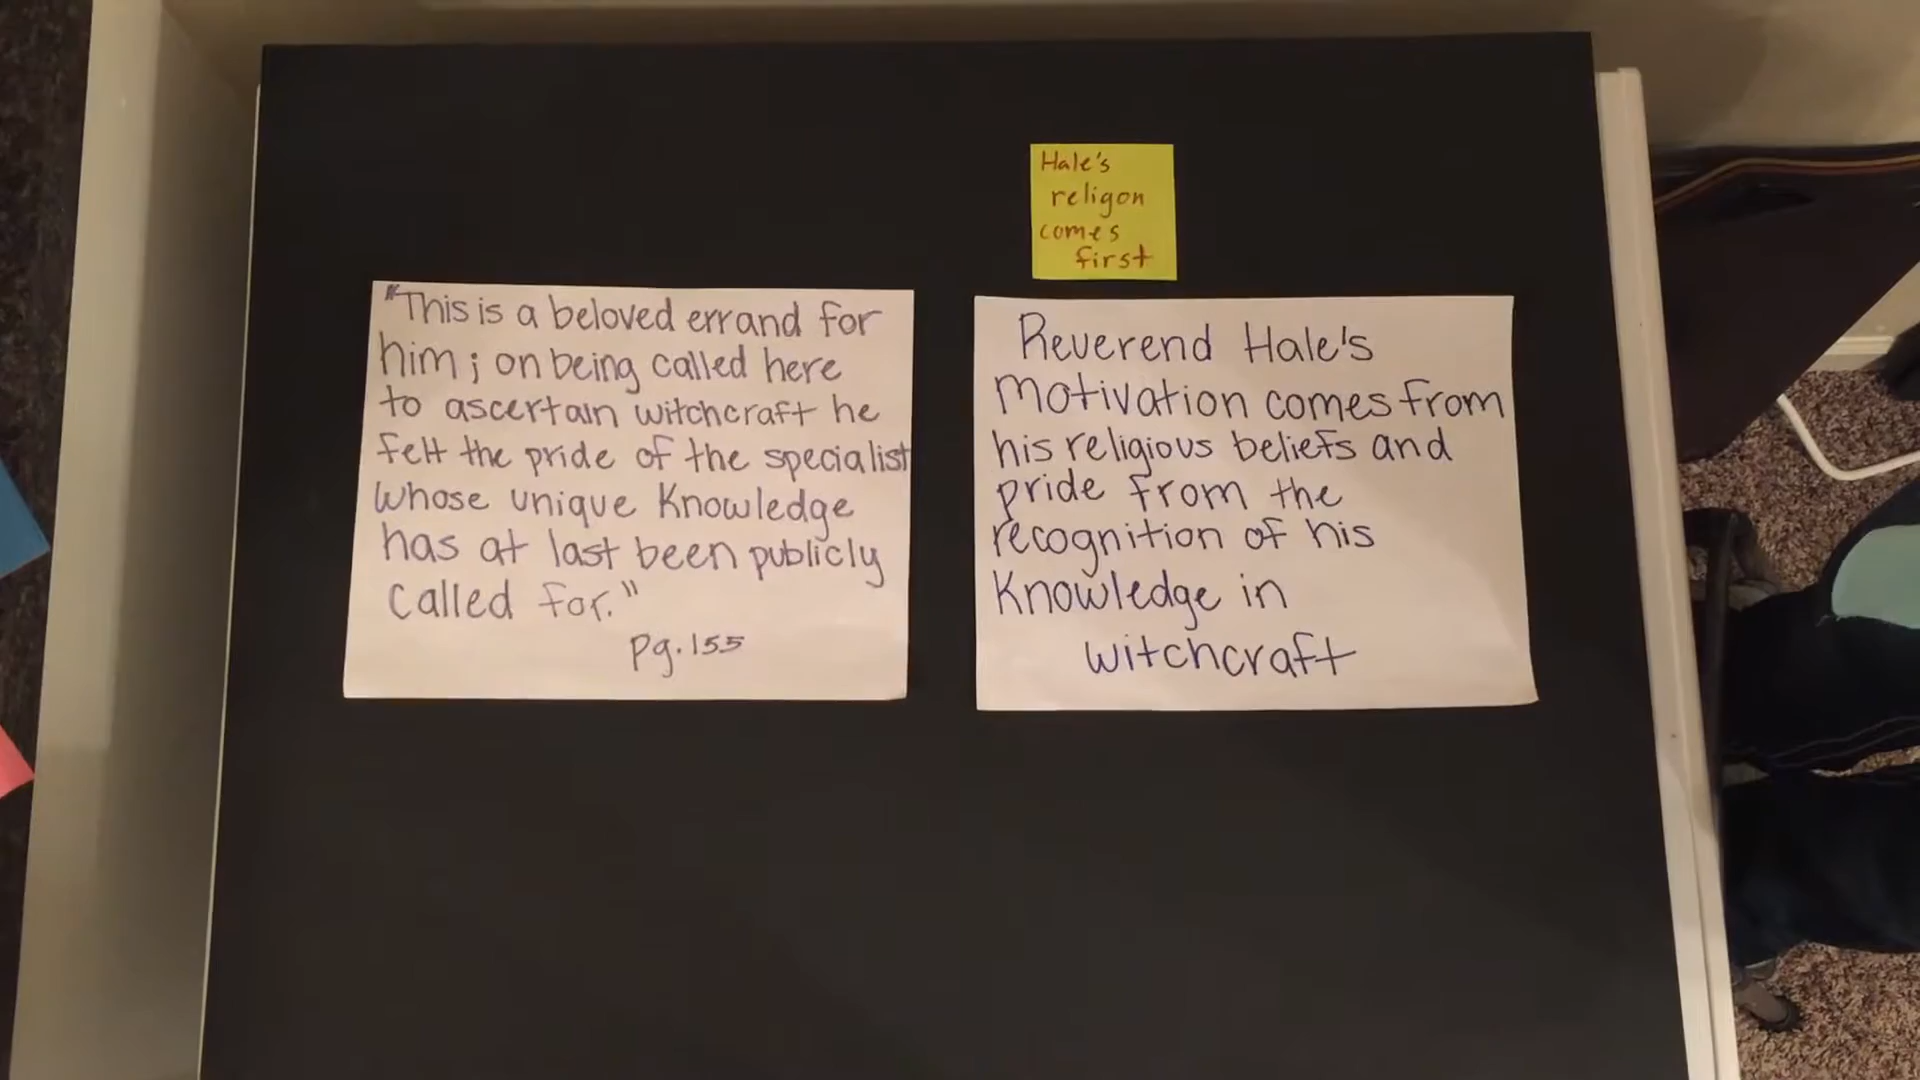 Hale's
religon
comes
first
"This is a beloved errand for
him; on being called here
to ascertain witchcraft he
felt the pride of the specialist
whose unique Knowledge
has at last been publicly
called for."
pg. 155
Reverend Hale's
motivation comes from
his religious beliefs and
pride from the
recognition of his
Knowledge in
witchcraft